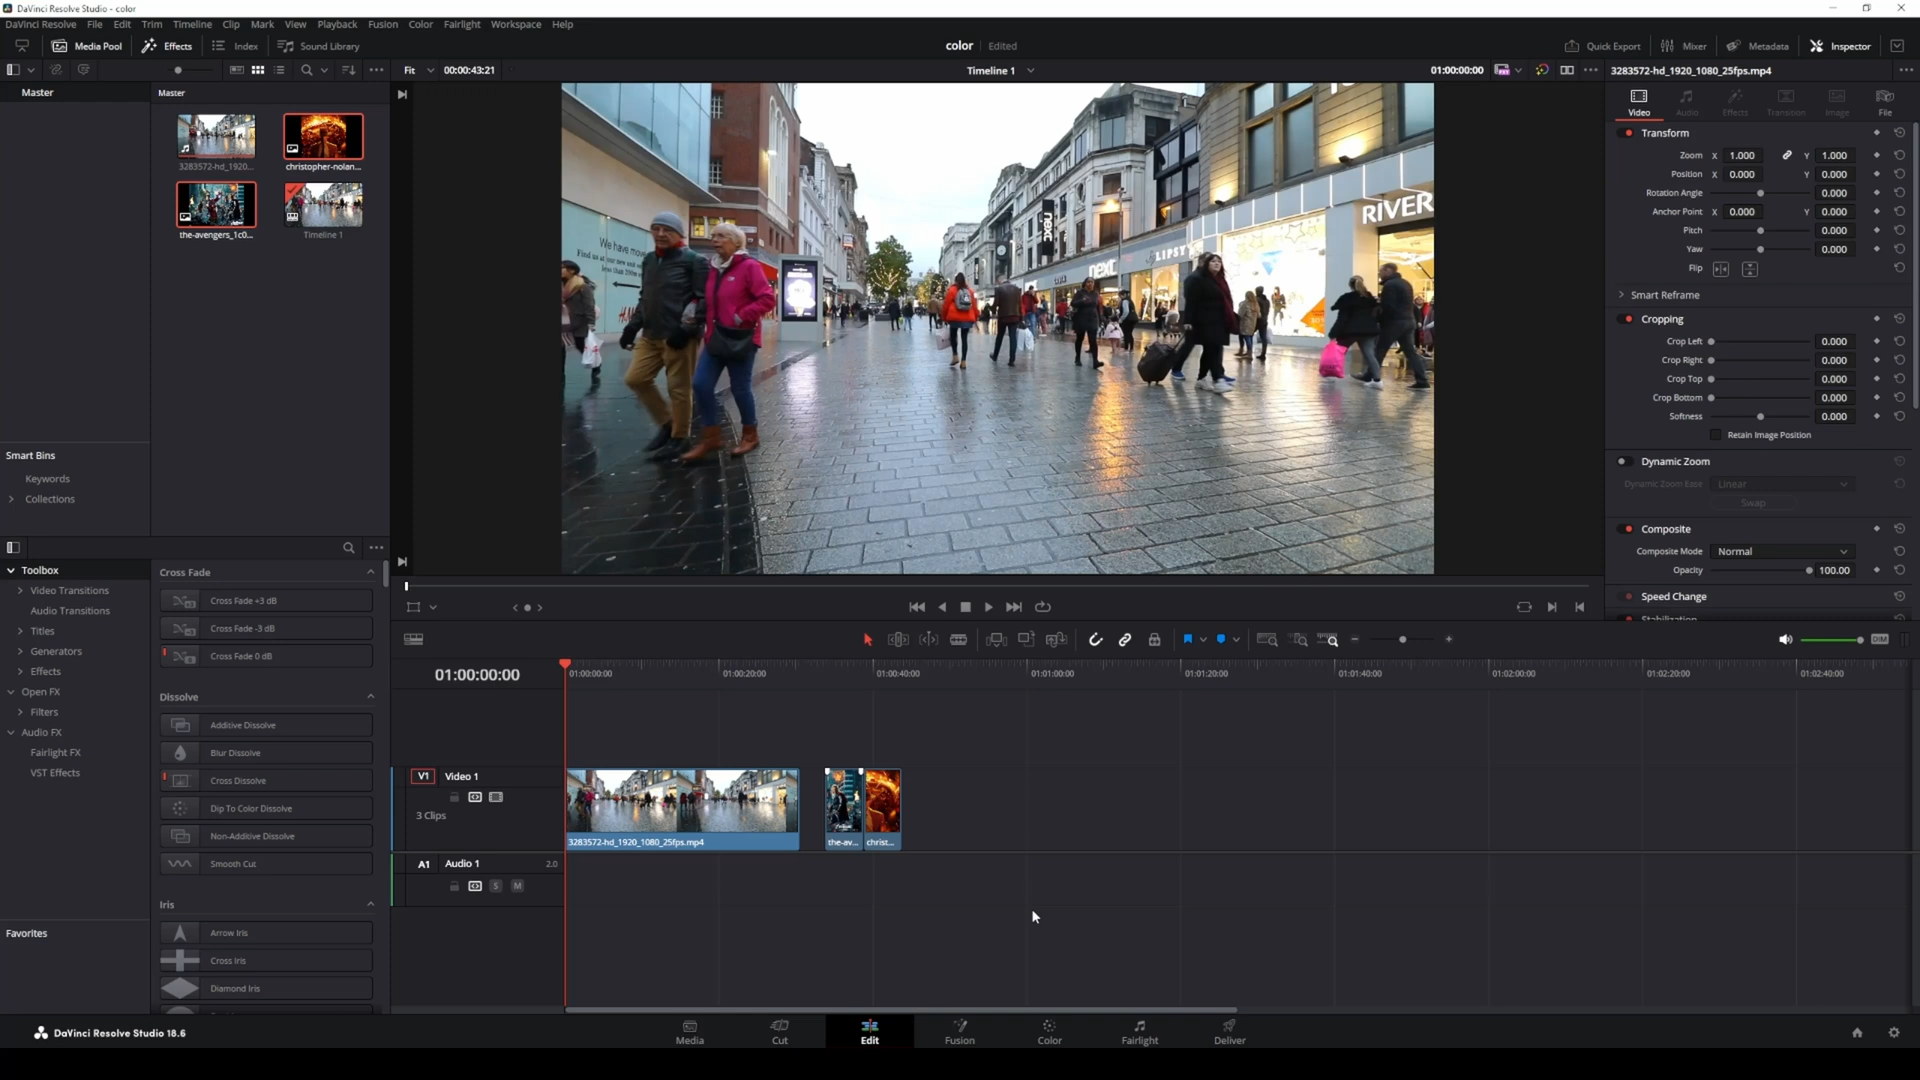 DaVinci Resolve Studio - color
DaVinci Resolve File Edit Trim Timeline Clip Mark View Playback Fusion Color Fairlight Workspace Help
Media Pool Effects Index Sound Library
color Edited
Quick Export Mixer Metadata Inspector
Fit 00:00:43:21
Timeline 1
01:00:00:00
3283572-hd_1920_1080_25fps.mp4
Master
Master
3283572-hd_1920...
christopher-nolan...
the-avengers_1c0...
Timeline 1
Smart Bins
Keywords
Collections
We have move
RIVER
next
LIPSY
next
Video
Audio
Effects
Transition
Image
File
Transform
Zoom X 1.000 Y 1.000
Position X 0.000 Y 0.000
Rotation Angle 0.000
Anchor Point X 0.000 Y 0.000
Pitch 0.000
Yaw 0.000
Flip
Smart Reframe
Cropping
Crop Left 0.000
Crop Right 0.000
Crop Top 0.000
Crop Bottom 0.000
Softness 0.000
Retain Image Position
Dynamic Zoom
Dynamic Zoom Ease Linear
Swap
Composite
Composite Mode Normal
Opacity 100.00
Speed Change
Stabilization
DIM
Toolbox
Video Transitions
Audio Transitions
Titles
Generators
Effects
Open FX
Filters
Audio FX
Fairlight FX
VST Effects
Favorites
Cross Fade
Cross Fade +3 dB
Cross Fade -3 dB
Cross Fade 0 dB
Dissolve
Additive Dissolve
Blur Dissolve
Cross Dissolve
Dip To Color Dissolve
Non-Additive Dissolve
Smooth Cut
Iris
Arrow Iris
Cross Iris
Diamond Iris
01:00:00:00
01:00:00:00 01:00:20:00 01:00:40:00 01:01:00:00 01:01:20:00 01:01:40:00 01:02:00:00 01:02:20:00 01:02:40:00
V1 Video 1
3 Clips
3283572-hd_1920_1080_25fps.mp4
the-av...
christ...
A1 Audio 1 2.0
S M
DaVinci Resolve Studio 18.6
Media
Cut
Edit
Fusion
Color
Fairlight
Deliver